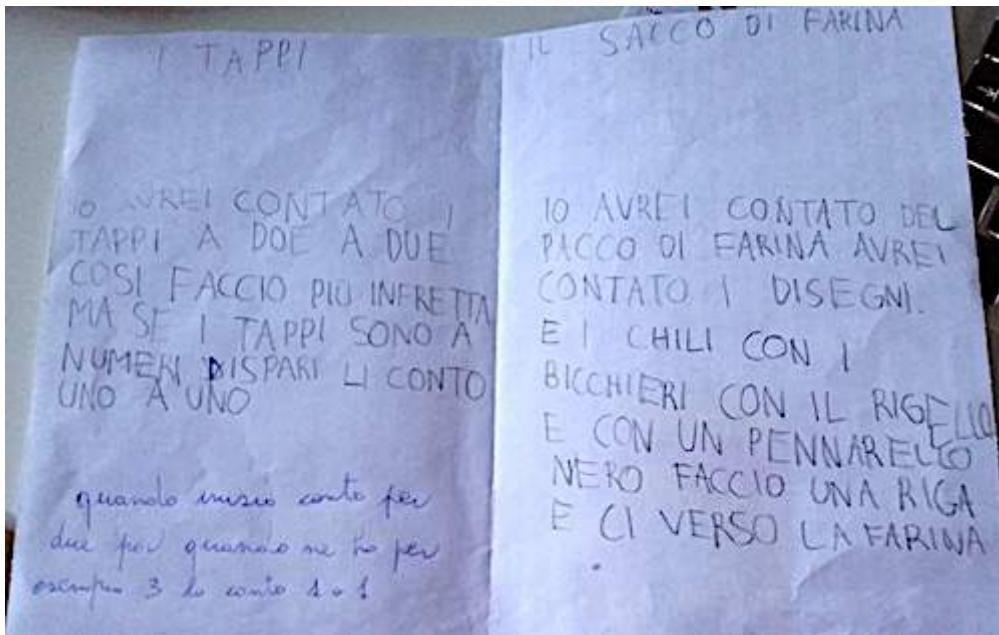 I TAPPI
IO AVREI CONTATO I
TAPPI A DOE A DUE
COSI FACCIO PIÙ INFRETTA
MA SE I TAPPI SONO A
NUMERI DISPARI LI CONTO
UNO A UNO
quando inizio conto per
due poi quando ne ho per
esempio 3 lo conto 1 a 1
IL SACCO DI FARINA
IO AVREI CONTATO DEL
PACCO DI FARINA AVREI
CONTATO I DISEGNI.
E I CHILI CON I
BICCHIERI CON IL RIGELLO
E CON UN PENNARELLO
NERO FACCIO UNA RIGA
E CI VERSO LA FARINA